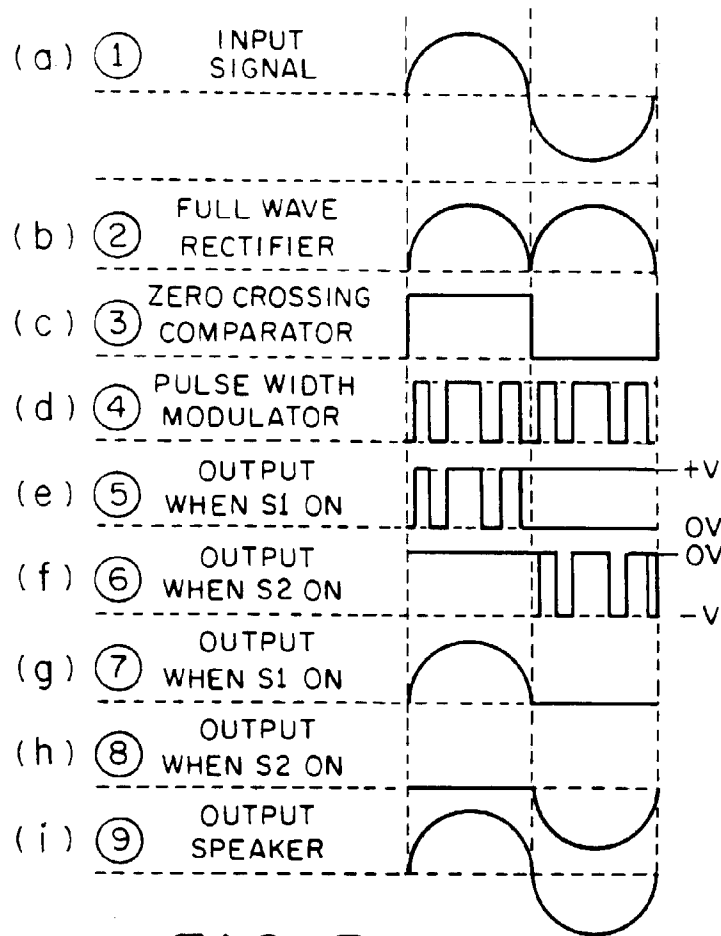 (a) 1 INPUT
SIGNAL
(b) 2 FULL WAVE
RECTIFIER
(c) 3 ZERO CROSSING
COMPARATOR
(d) 4 PULSE WIDTH
MODULATOR
(e) 5 OUTPUT
WHEN S1 ON
+V
0V
(f) 6 OUTPUT
WHEN S2 ON
0V
-V
(g) 7 OUTPUT
WHEN S1 ON
(h) 8 OUTPUT
WHEN S2 ON
(i) 9 OUTPUT
SPEAKER